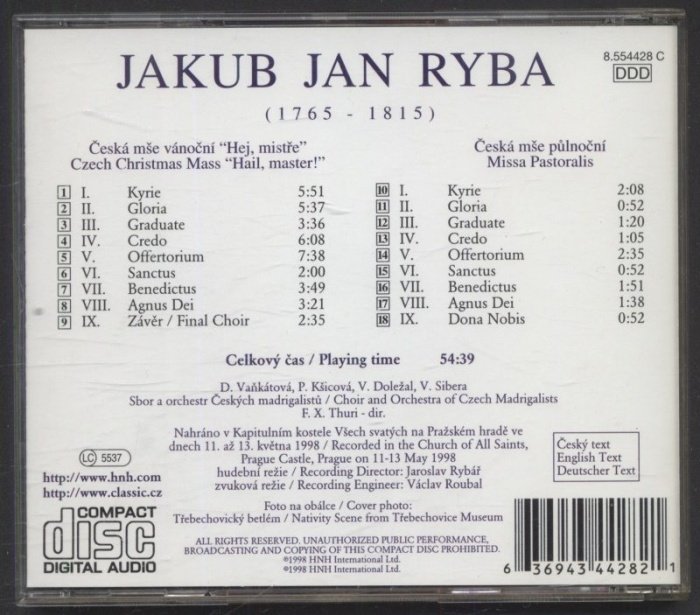 8.554428 C
DDD
JAKUB JAN RYBA
(1765 - 1815)
Česká mše vánoční "Hej, mistře"
Czech Christmas Mass "Hail, master!"
1 I. Kyrie 5:51
2 II. Gloria 5:37
3 III. Graduate 3:36
4 IV. Credo 6:08
5 V. Offertorium 7:38
6 VI. Sanctus 2:00
7 VII. Benedictus 3:49
8 VIII. Agnus Dei 3:21
9 IX. Závěr / Final Choir 2:35
Česká mše půlnoční
Missa Pastoralis
10 I. Kyrie 2:08
11 II. Gloria 0:52
12 III. Graduate 1:20
13 IV. Credo 1:05
14 V. Offertorium 2:35
15 VI. Sanctus 0:52
16 VII. Benedictus 1:51
17 VIII. Agnus Dei 1:38
18 IX. Dona Nobis 0:52
Celkový čas / Playing time 54:39
D. Vaňkátová, P. Kšicová, V. Doležal, V. Sibera
Sbor a orchestr Českých madrigalistů / Choir and Orchestra of Czech Madrigalists
F. X. Thuri - dir.
Nahráno v Kapitulním kostele Všech svatých na Pražském hradě ve
dnech 11. až 13. května 1998 / Recorded in the Church of All Saints,
Prague Castle, Prague on 11-13 May 1998
hudební režie / Recording Director: Jaroslav Rybář
zvuková režie / Recording Engineer: Václav Roubal
LC 5537
http://www.hnh.com
http://www.classic.cz
Český text
English Text
Deutscher Text
Foto na obálce / Cover photo:
Třebechovický betlém / Nativity Scene from Třebechovice Museum
COMPACT
disc
DIGITAL AUDIO
ALL RIGHTS RESERVED. UNAUTHORIZED PUBLIC PERFORMANCE,
BROADCASTING AND COPYING OF THIS COMPACT DISC PROHIBITED.
℗1998 HNH International Ltd.
©1998 HNH International Ltd.
6 36943 44282 1